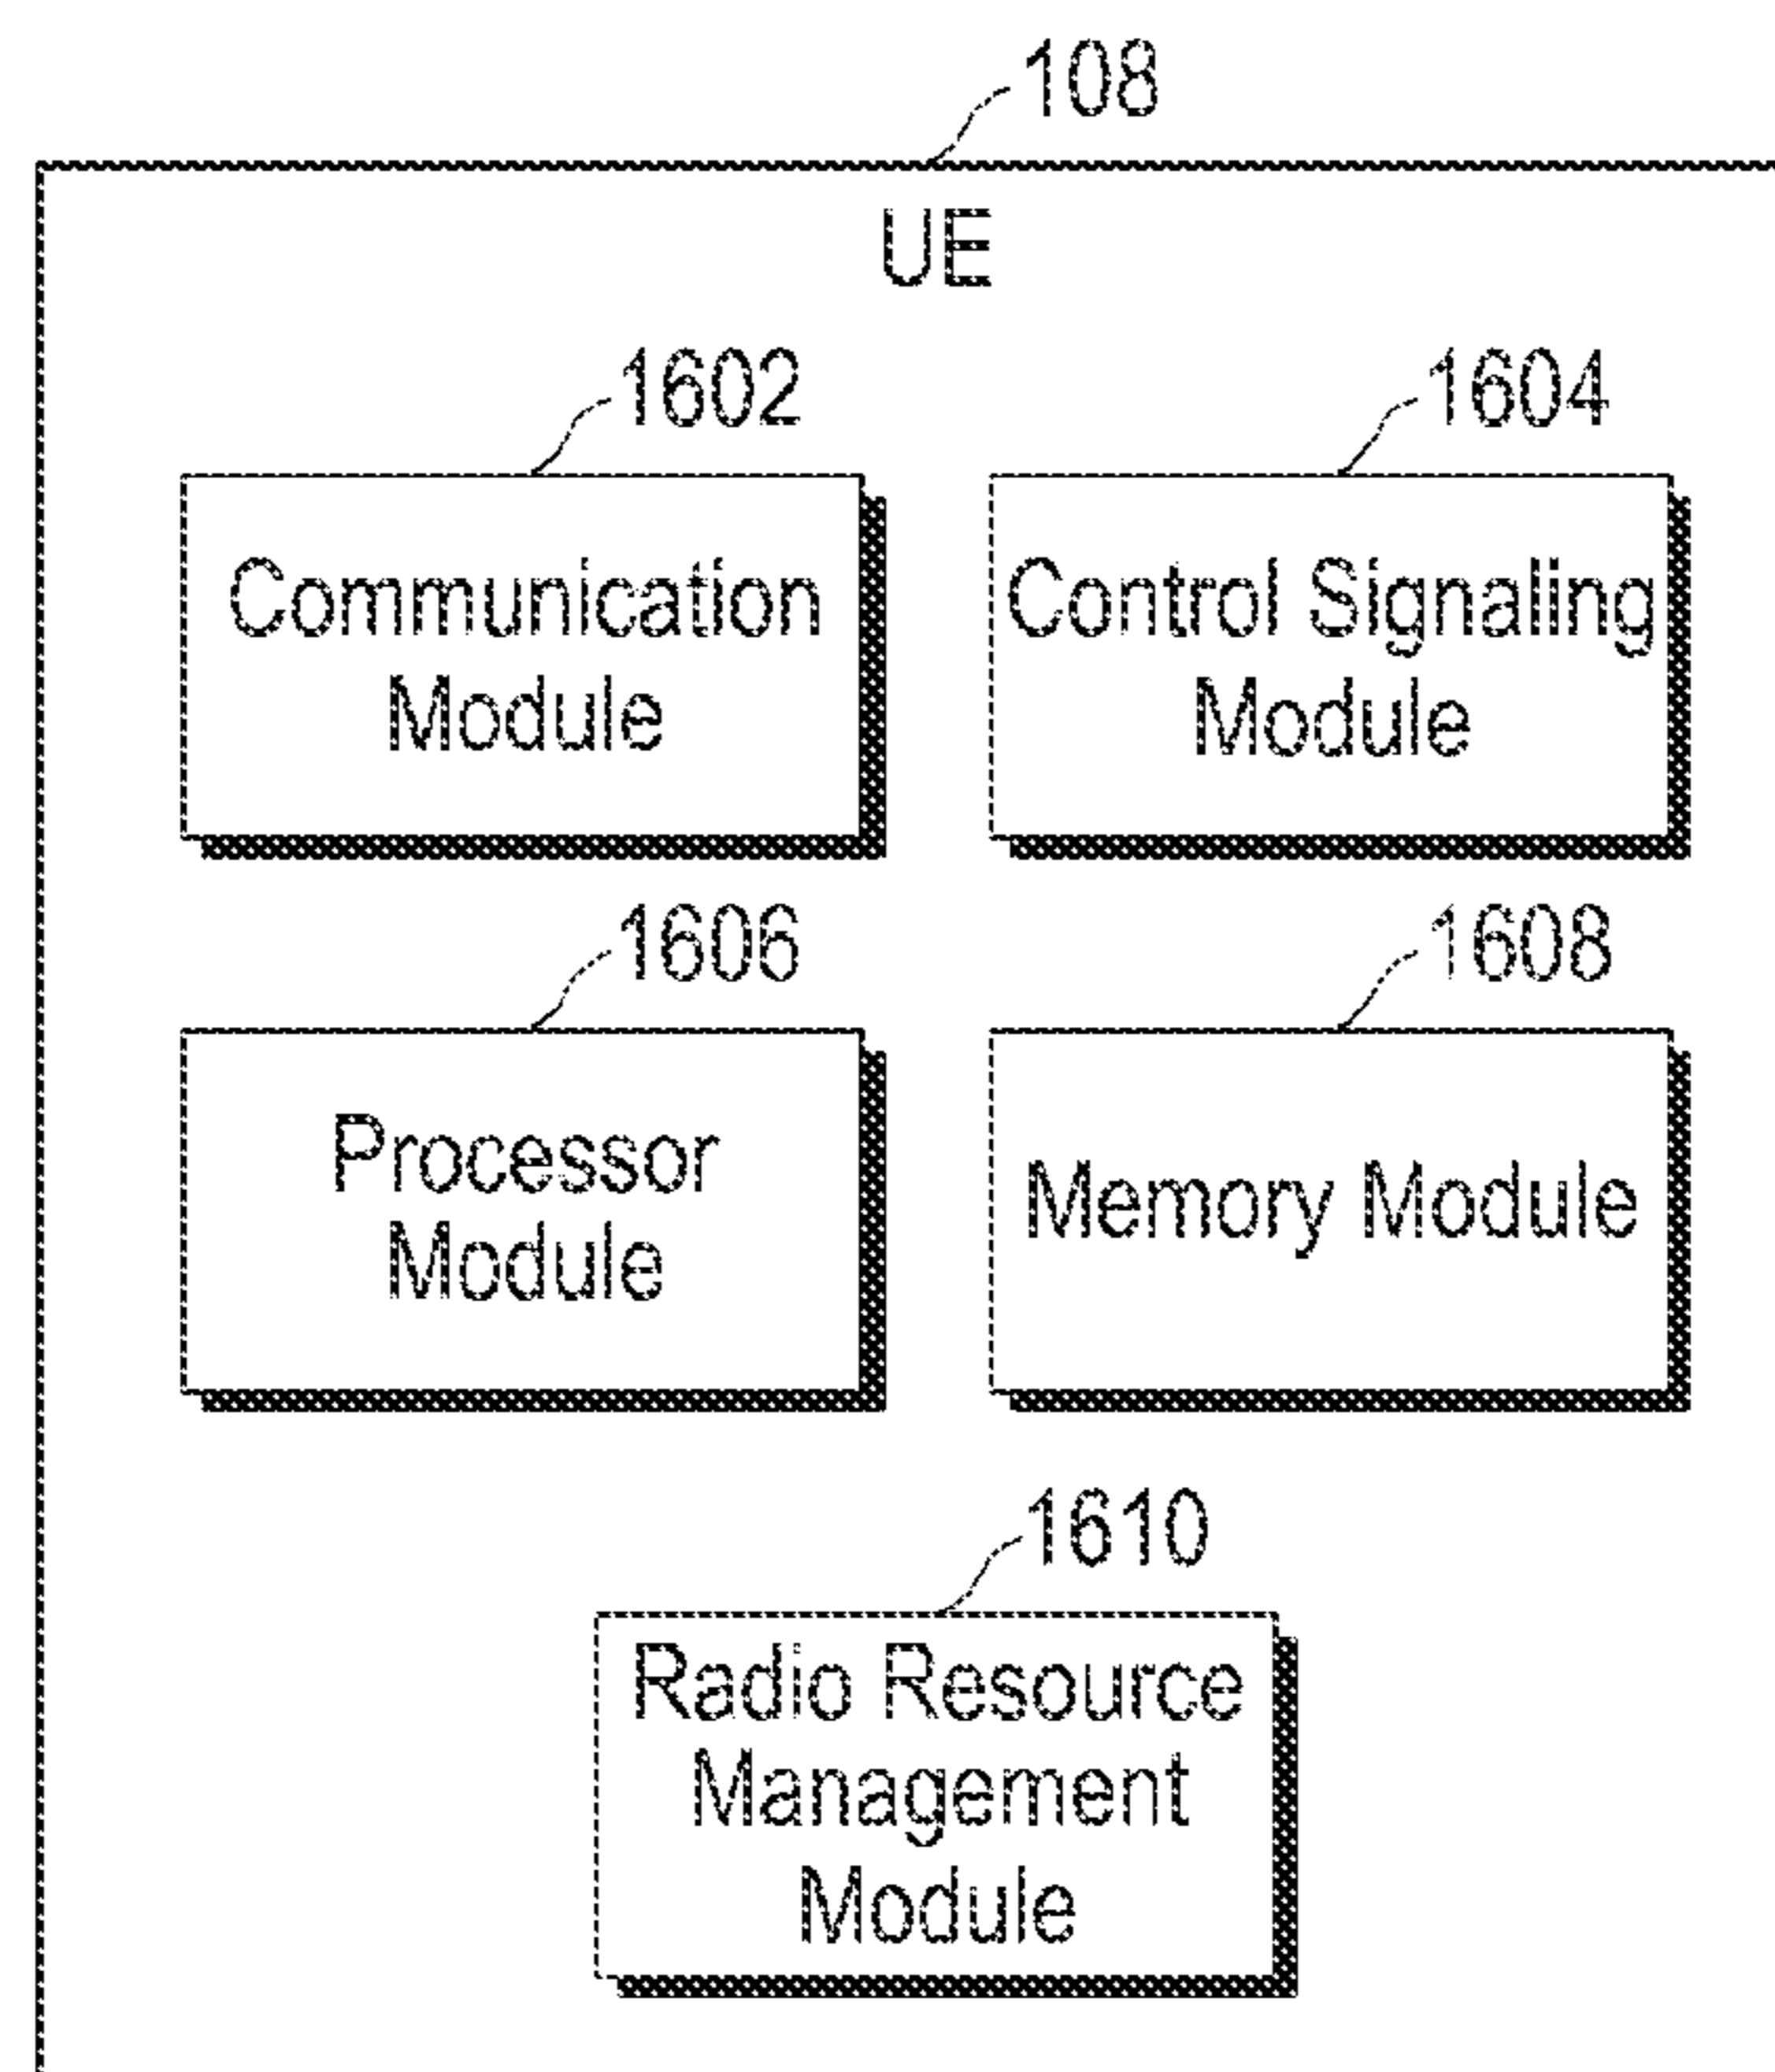 108
UE
1602
Communication
Module
1604
Control Signaling
Module
1606
Processor
Module
1608
Memory Module
1610
Radio Resource
Management
Module